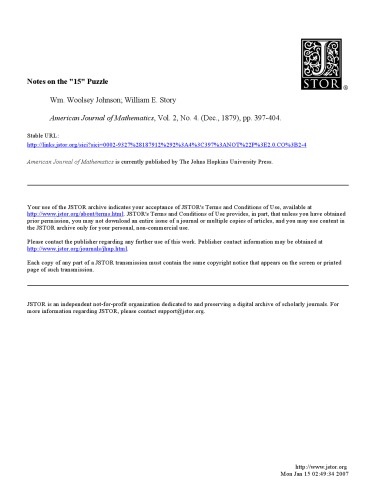 JSTOR
®
Notes on the "15" Puzzle
Wm. Woolsey Johnson; William E. Story
American Journal of Mathematics, Vol. 2, No. 4. (Dec., 1879), pp. 397-404.
Stable URL:
http://links.jstor.org/sici?sici=0002-9327%28187912%292%3A4%3C397%3ANOT%22P%3E2.0.CO%3B2-4
American Journal of Mathematics is currently published by The Johns Hopkins University Press.
Your use of the JSTOR archive indicates your acceptance of JSTOR's Terms and Conditions of Use, available at
http://www.jstor.org/about/terms.html. JSTOR's Terms and Conditions of Use provides, in part, that unless you have obtained
prior permission, you may not download an entire issue of a journal or multiple copies of articles, and you may use content in
the JSTOR archive only for your personal, non-commercial use.
Please contact the publisher regarding any further use of this work. Publisher contact information may be obtained at
http://www.jstor.org/journals/jhup.html.
Each copy of any part of a JSTOR transmission must contain the same copyright notice that appears on the screen or printed
page of such transmission.
JSTOR is an independent not-for-profit organization dedicated to and preserving a digital archive of scholarly journals. For
more information regarding JSTOR, please contact support@jstor.org.
http://www.jstor.org
Mon Jan 15 02:49:34 2007